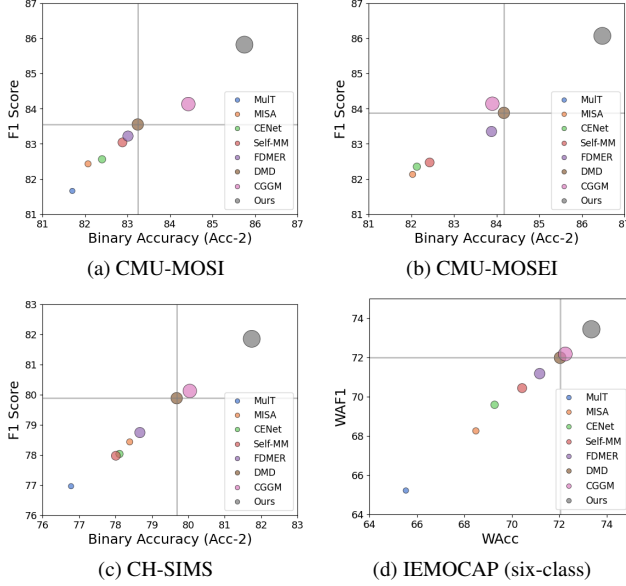 87
86
85
84
83
82
81
F1 Score
81 82 83 84 85 86 87
Binary Accuracy (Acc-2)
MulT
MISA
CENet
Self-MM
FDMER
DMD
CGGM
Ours
(a) CMU-MOSI
87
86
85
84
83
82
81
F1 Score
81 82 83 84 85 86 87
Binary Accuracy (Acc-2)
MulT
MISA
CENet
Self-MM
FDMER
DMD
CGGM
Ours
(b) CMU-MOSEI
83
82
81
80
79
78
77
76
F1 Score
76 77 78 79 80 81 82 83
Binary Accuracy (Acc-2)
MulT
MISA
CENet
Self-MM
FDMER
DMD
CGGM
Ours
(c) CH-SIMS
74
72
70
68
66
64
WAF1
64 66 68 70 72 74
WAcc
MulT
MISA
CENet
Self-MM
FDMER
DMD
CGGM
Ours
(d) IEMOCAP (six-class)